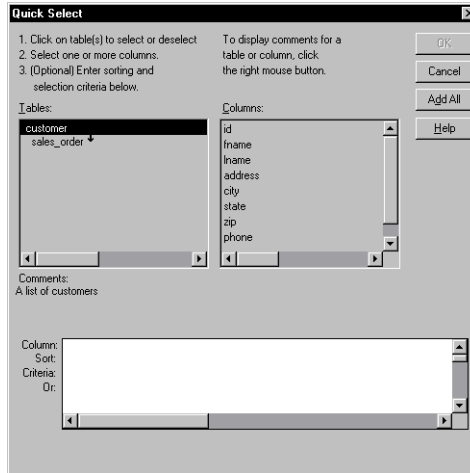 Quick Select
1. Click on table(s) to select or deselect
2. Select one or more columns.
3. (Optional) Enter sorting and
selection criteria below.
To display comments for a
table or column, click
the right mouse button.
OK
Cancel
Add All
Help
Tables:
customer
sales_order
Columns:
id
fname
lname
address
city
state
zip
phone
Comments:
A list of customers
Column:
Sort:
Criteria:
Or: